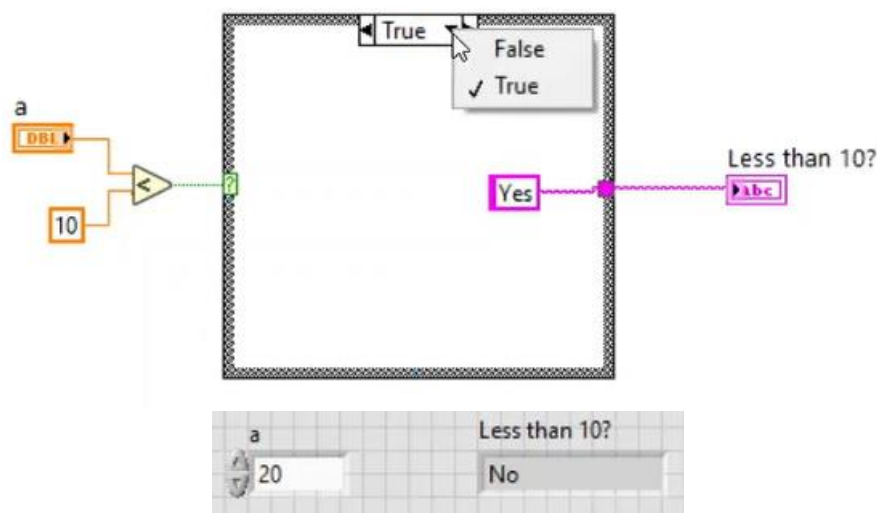 True
False
True
a
DBL
<
?
10
Yes
Less than 10?
abc
a
Less than 10?
20
No